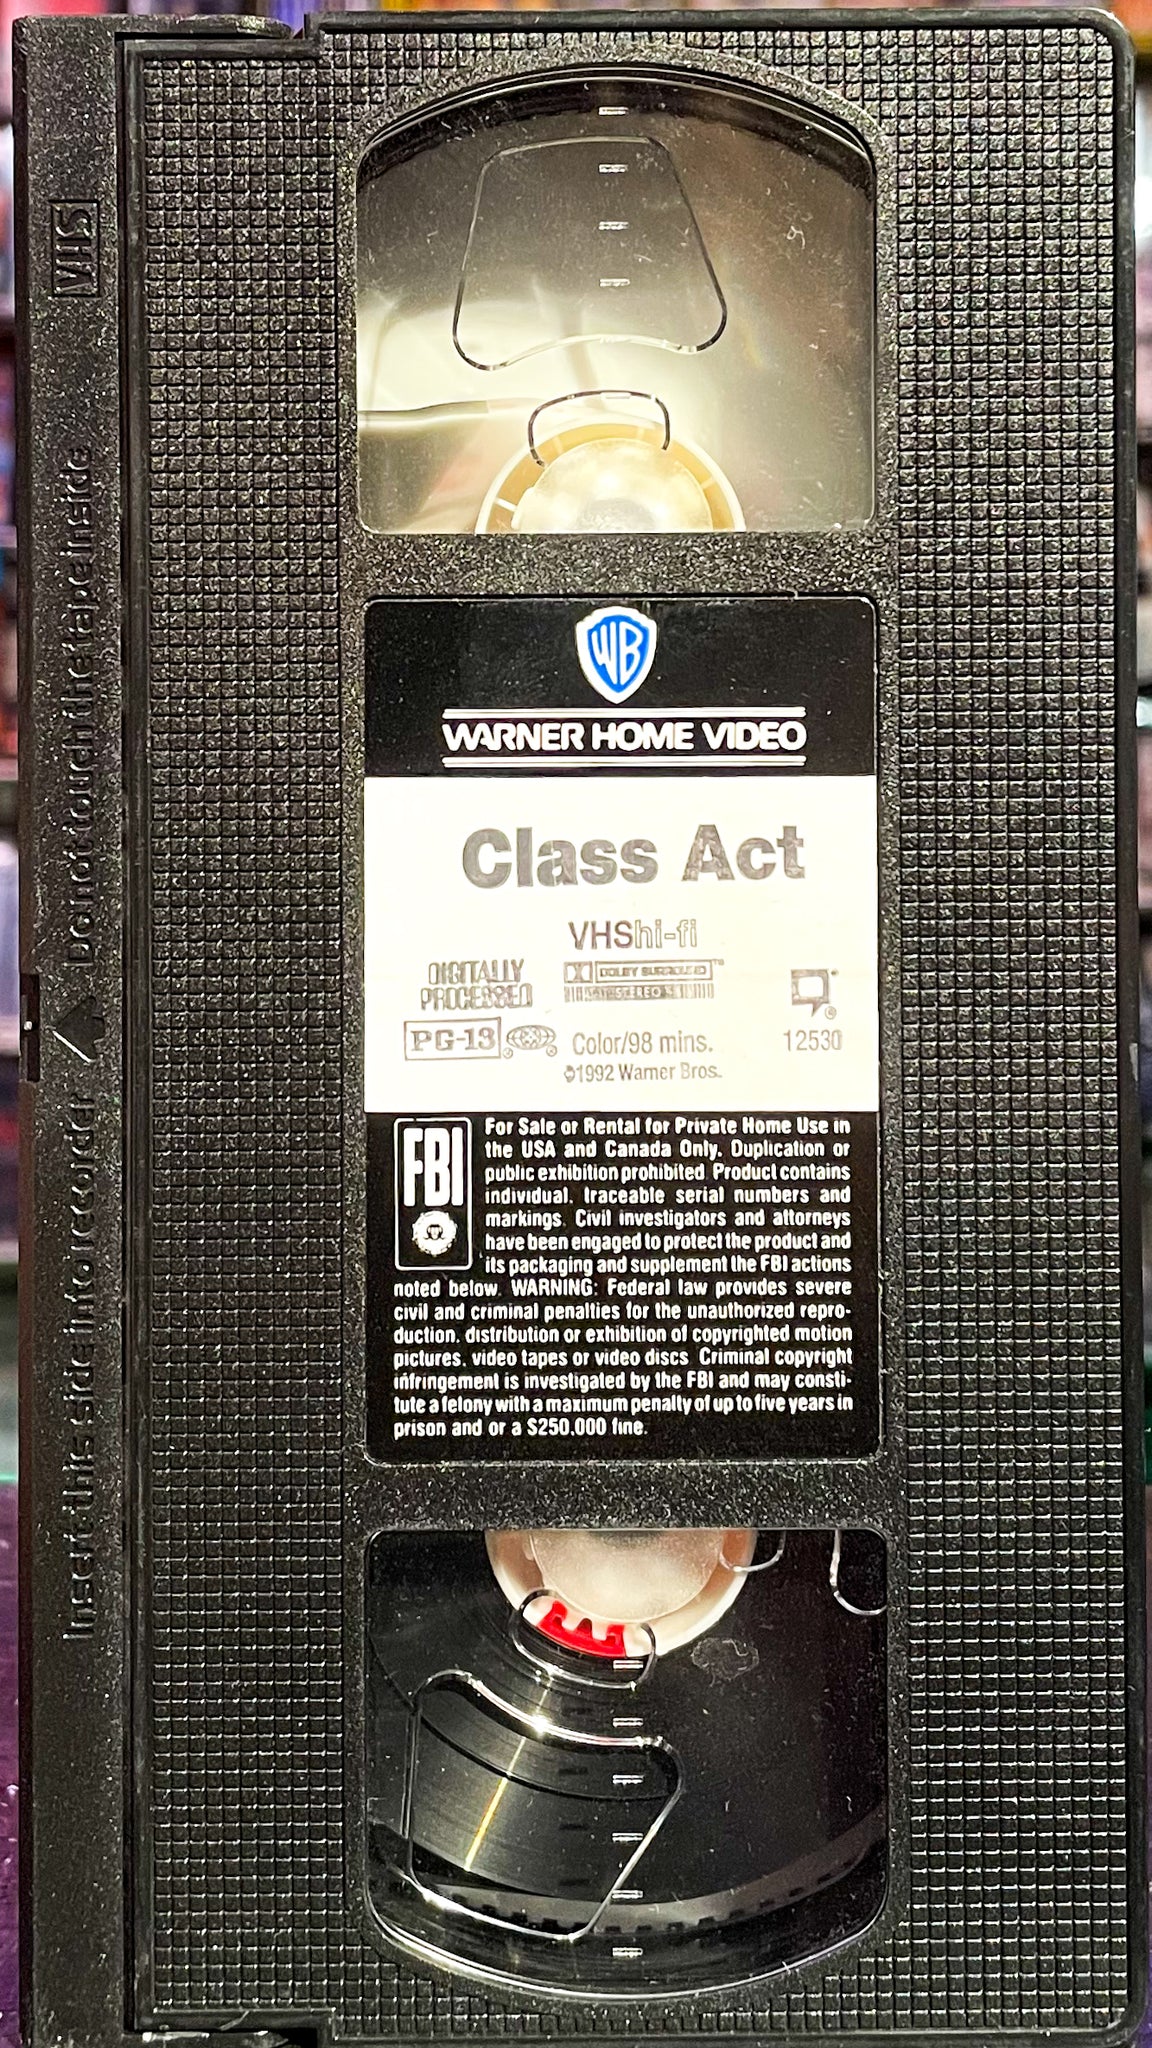 VHS
Insert this side into recorder
Do not touch the tape inside
WB
WARNER HOME VIDEO
Class Act
VHShi-fi
DIGITALLY
PROCESSED
DOLBY SURROUND™
STEREO
PG-13
Color/98 mins.
12530
©1992 Warner Bros.
FBI
For Sale or Rental for Private Home Use in
the USA and Canada Only. Duplication or
public exhibition prohibited. Product contains
individual, traceable serial numbers and
markings. Civil investigators and attorneys
have been engaged to protect the product and
its packaging and supplement the FBI actions
noted below. WARNING: Federal law provides severe
civil and criminal penalties for the unauthorized repro-
duction, distribution or exhibition of copyrighted motion
pictures, video tapes or video discs. Criminal copyright
infringement is investigated by the FBI and may consti-
tute a felony with a maximum penalty of up to five years in
prison and or a $250,000 fine.